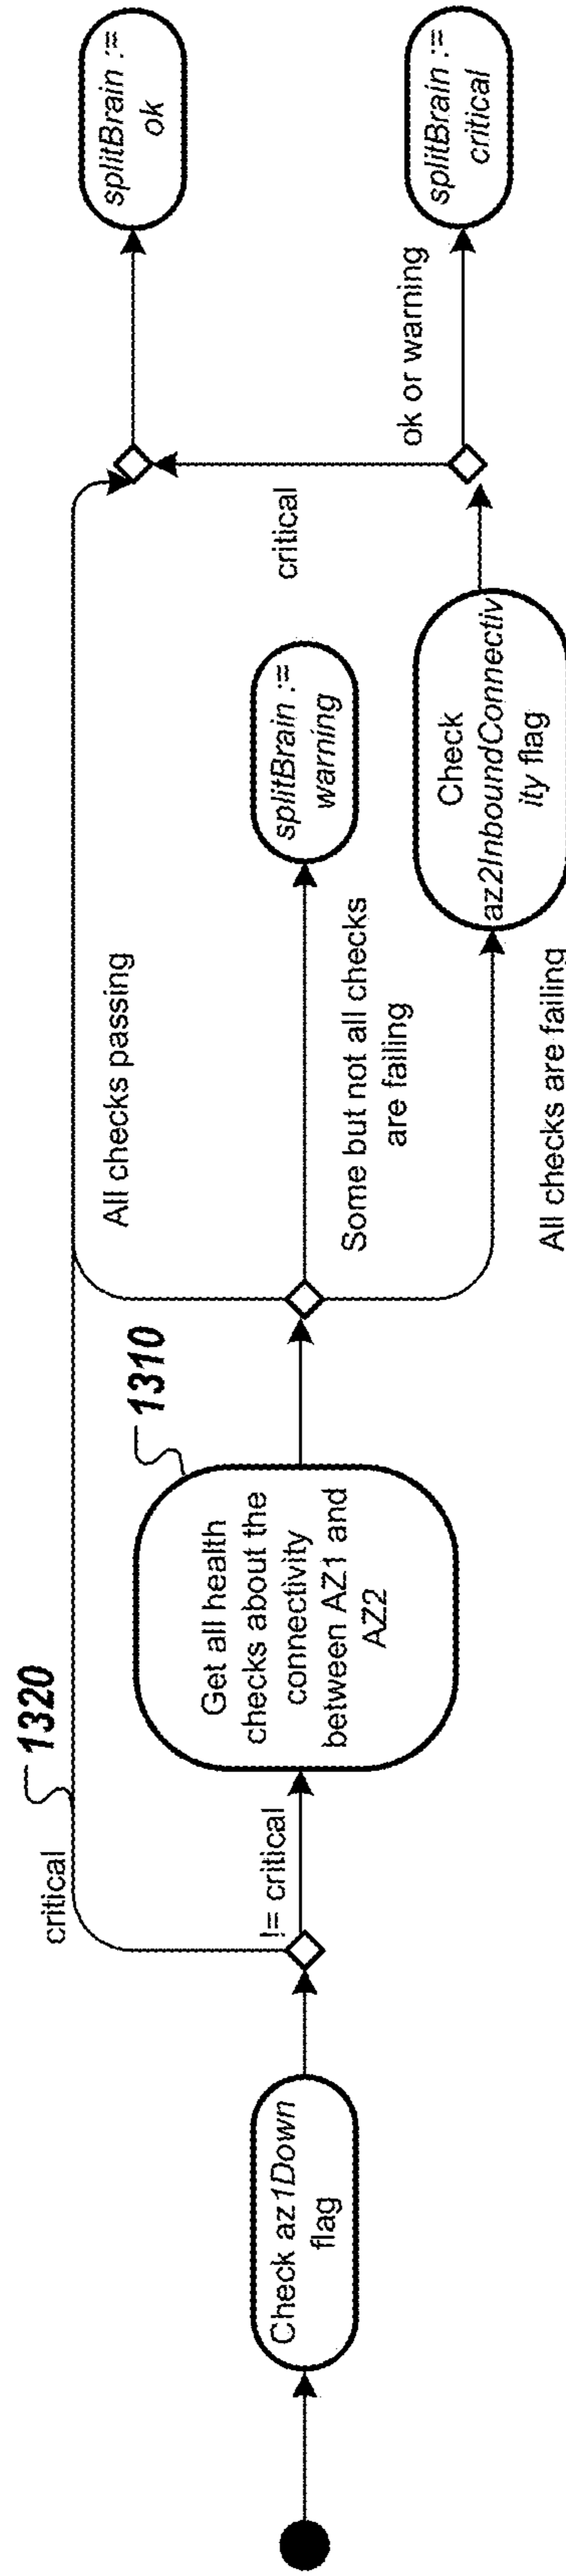 Check az1Down
flag
critical
1320
!= critical
Get all health
checks about the
connectivity
between AZ1 and
AZ2
1310
All checks passing
Some but not all checks
are failing
All checks are failing
splitBrain :=
warning
Check
az2InboundConnectiv
ity flag
critical
ok or warning
splitBrain :=
ok
splitBrain :=
critical